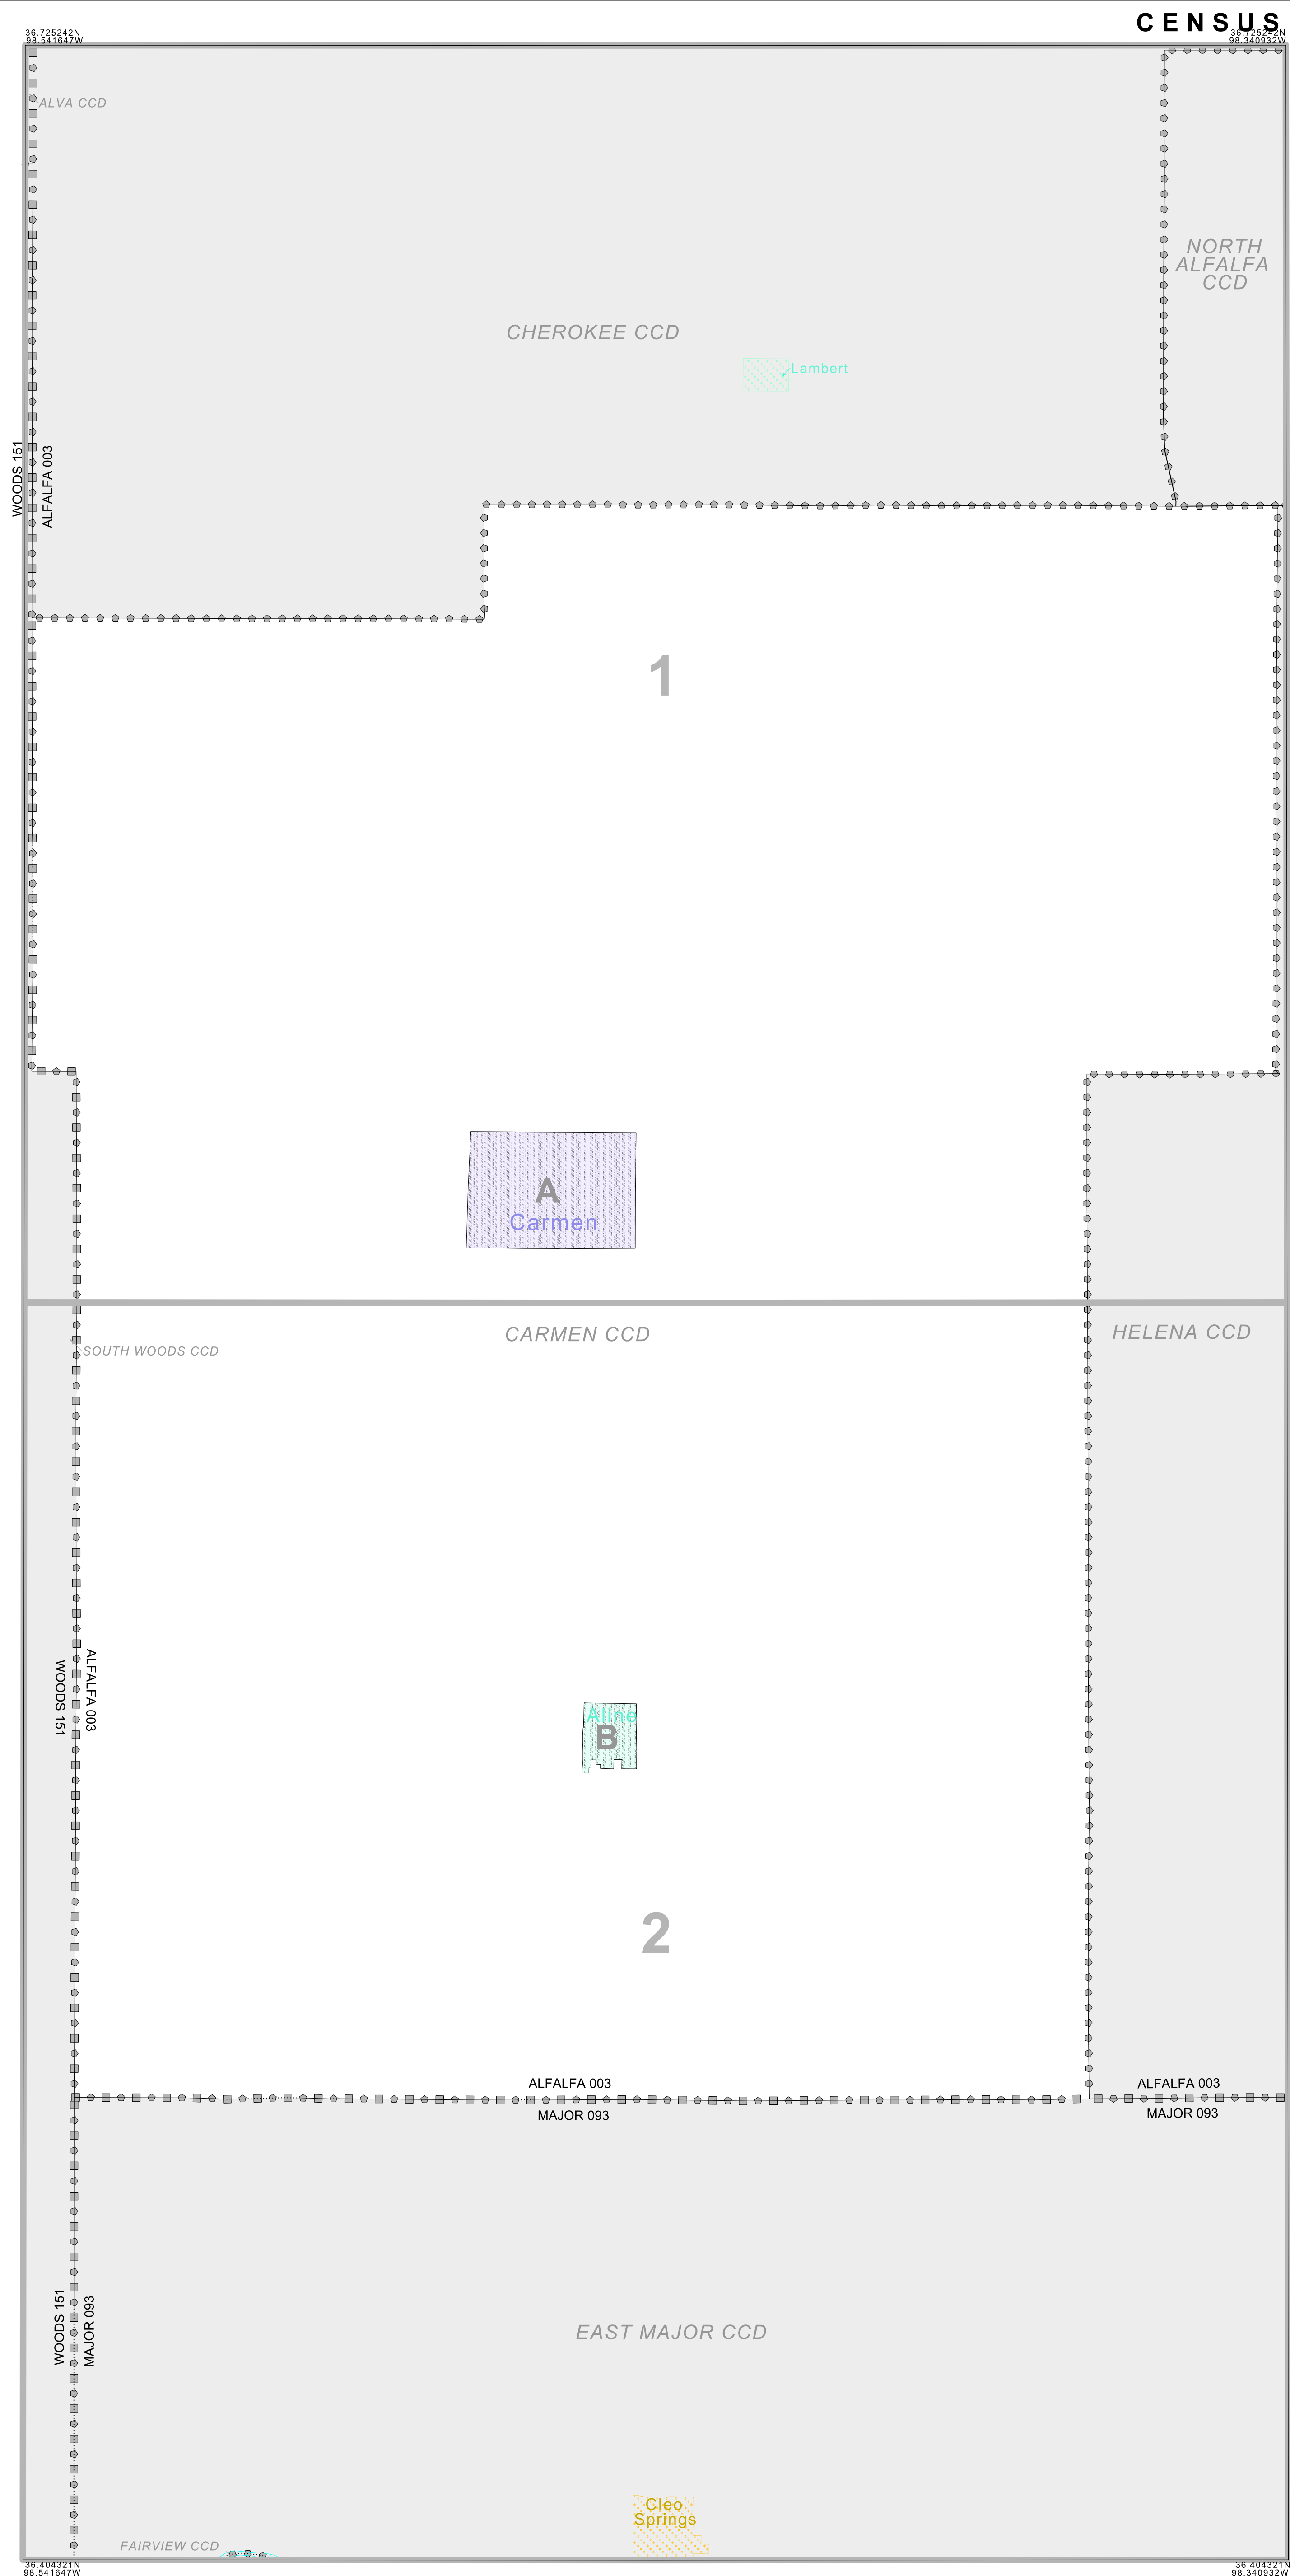 CENSUS
36.725242N
98.541647W
36.725242N
98.340932W
ALVA CCD
NORTH
ALFALFA
CCD
CHEROKEE CCD
Lambert
WOODS 151
ALFALFA 003
1
A
Carmen
CARMEN CCD
HELENA CCD
SOUTH WOODS CCD
WOODS 151
ALFALFA 003
Aline
B
2
ALFALFA 003
MAJOR 093
ALFALFA 003
MAJOR 093
WOODS 151
MAJOR 093
EAST MAJOR CCD
Cleo
Springs
FAIRVIEW CCD
36.404321N
98.541647W
36.404321N
98.340932W